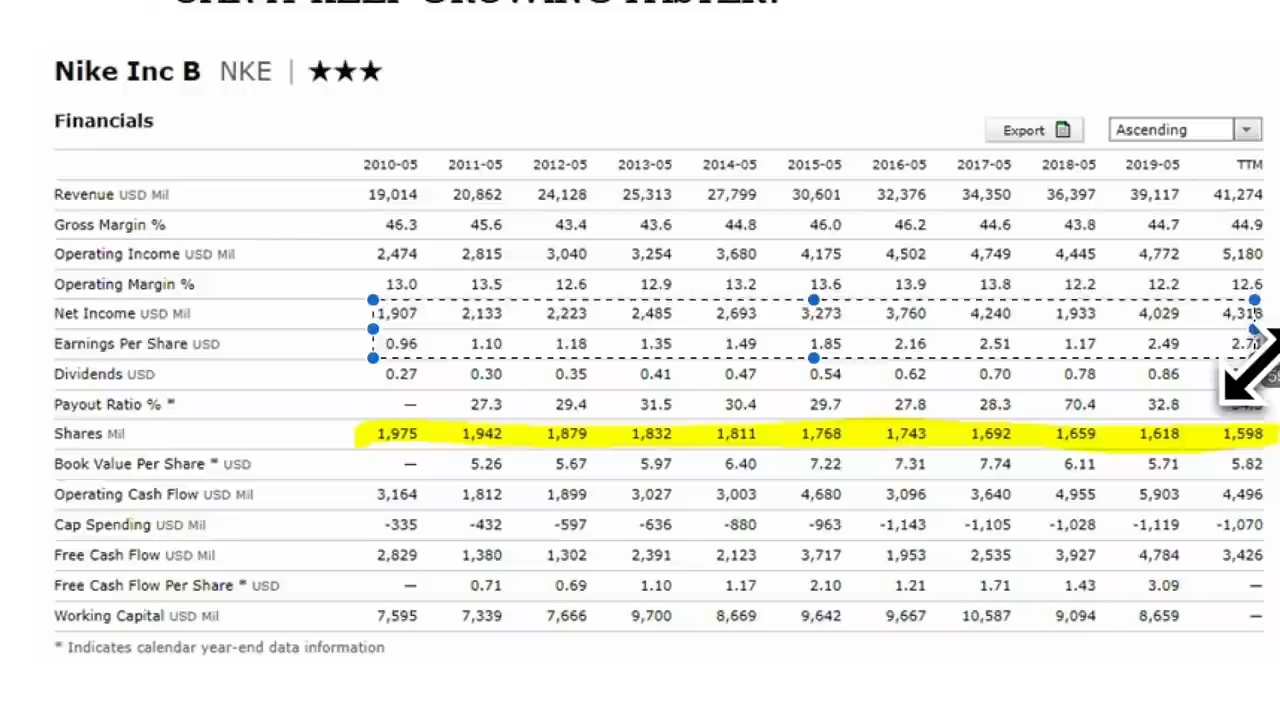 CAN IT KEEP GROWING FASTER?
Nike Inc B NKE | ★★★
Financials
Export Ascending
2010-05 2011-05 2012-05 2013-05 2014-05 2015-05 2016-05 2017-05 2018-05 2019-05 TTM
Revenue USD Mil 19,014 20,862 24,128 25,313 27,799 30,601 32,376 34,350 36,397 39,117 41,274
Gross Margin % 46.3 45.6 43.4 43.6 44.8 46.0 46.2 44.6 43.8 44.7 44.9
Operating Income USD Mil 2,474 2,815 3,040 3,254 3,680 4,175 4,502 4,749 4,445 4,772 5,180
Operating Margin % 13.0 13.5 12.6 12.9 13.2 13.6 13.9 13.8 12.2 12.2 12.6
Net Income USD Mil 1,907 2,133 2,223 2,485 2,693 3,273 3,760 4,240 1,933 4,029
Earnings Per Share USD 0.96 1.10 1.18 1.35 1.49 1.85 2.16 2.51 1.17 2.49
Dividends USD 0.27 0.30 0.35 0.41 0.47 0.54 0.62 0.70 0.78 0.86
Payout Ratio % * — 27.3 29.4 31.5 30.4 29.7 27.8 28.3 70.4 32.8
Shares Mil 1,975 1,942 1,879 1,832 1,811 1,768 1,743 1,692 1,659 1,618 1,598
Book Value Per Share * USD — 5.26 5.67 5.97 6.40 7.22 7.31 7.74 6.11 5.71 5.82
Operating Cash Flow USD Mil 3,164 1,812 1,899 3,027 3,003 4,680 3,096 3,640 4,955 5,903 4,496
Cap Spending USD Mil -335 -432 -597 -636 -880 -963 -1,143 -1,105 -1,028 -1,119 -1,070
Free Cash Flow USD Mil 2,829 1,380 1,302 2,391 2,123 3,717 1,953 2,535 3,927 4,784 3,426
Free Cash Flow Per Share * USD — 0.71 0.69 1.10 1.17 2.10 1.21 1.71 1.43 3.09 —
Working Capital USD Mil 7,595 7,339 7,666 9,700 8,669 9,642 9,667 10,587 9,094 8,659 —
* Indicates calendar year-end data information